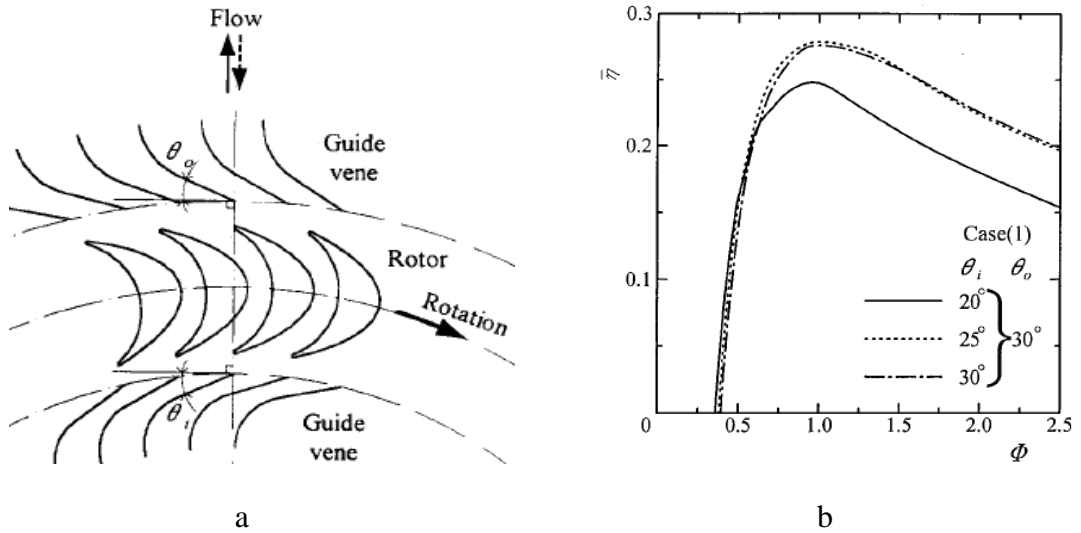 Flow
Guide
vene
θo
Rotor
Rotation
θi
Guide
vene
a
0.3
η̄
0.2
0.1
Case(1)
θi θo
20°
25° 30°
30°
0 0.5 1.0 1.5 2.0 2.5
Φ
b